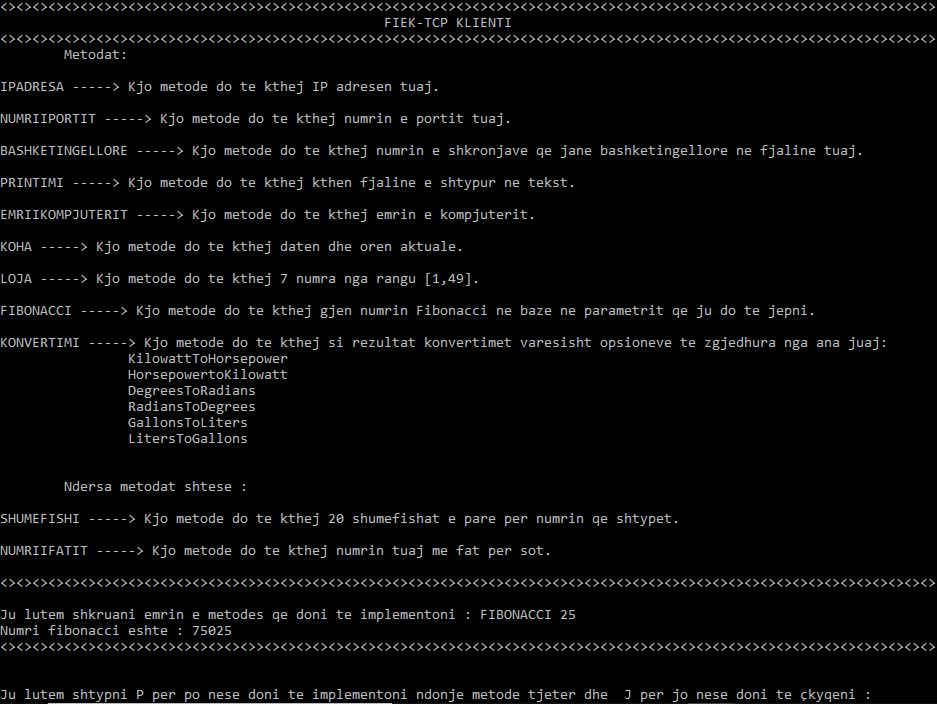 <><><><><><><><><><><><><><><><>><><><><><><><><><><><><><><><><><><><><><><><><><><><><><><><><><><><><><><><><><><>
FIEK-TCP KLIENTI
<><><><><><><><><><><><><><><><>><><><><><><><><><><><><><><><><><><><><><><><><><><><><><><><><><><><><><><><><><><>
Metodat:
IPADRESA -----> Kjo metode do te kthej IP adresen tuaj.
NUMRIIPORTIT -----> Kjo metode do te kthej numrin e portit tuaj.
BASHKETINGELLORE -----> Kjo metode do te kthej numrin e shkronjave qe jane bashketingellore ne fjaline tuaj.
PRINTIMI -----> Kjo metode do te kthej kthen fjaline e shtypur ne tekst.
EMRIIKOMPJUTERIT -----> Kjo metode do te kthej emrin e kompjuterit.
KOHA -----> Kjo metode do te kthej daten dhe oren aktuale.
LOJA -----> Kjo metode do te kthej 7 numra nga rangu [1,49].
FIBONACCI -----> Kjo metode do te kthej gjen numrin Fibonacci ne baze ne parametrit qe ju do te jepni.
KONVERTIMI -----> Kjo metode do te kthej si rezultat konvertimet varesisht opsioneve te zgjedhura nga ana juaj:
KilowattToHorsepower
HorsepowertoKilowatt
DegreesToRadians
RadiansToDegrees
GallonsToLiters
LitersToGallons
Ndersa metodat shtese :
SHUMEFISHI -----> Kjo metode do te kthej 20 shumefishat e pare per numrin qe shtypet.
NUMRIIFATIT -----> Kjo metode do te kthej numrin tuaj me fat per sot.
<><><><><><><><><><><><><><><><>><><><><><><><><><><><><><><><><><><><><><><><><><><><><><><><><><><><><><><><><><><>
Ju lutem shkruani emrin e metodes qe doni te implementoni : FIBONACCI 25
Numri fibonacci eshte : 75025
<><><><><><><><><><><><><><><><>><><><><><><><><><><><><><><><><><><><><><><><><><><><><><><><><><><><><><><><><><><>
Ju lutem shtypni P per po nese doni te implementoni ndonje metode tjeter dhe  J per jo nese doni te çkyqeni :